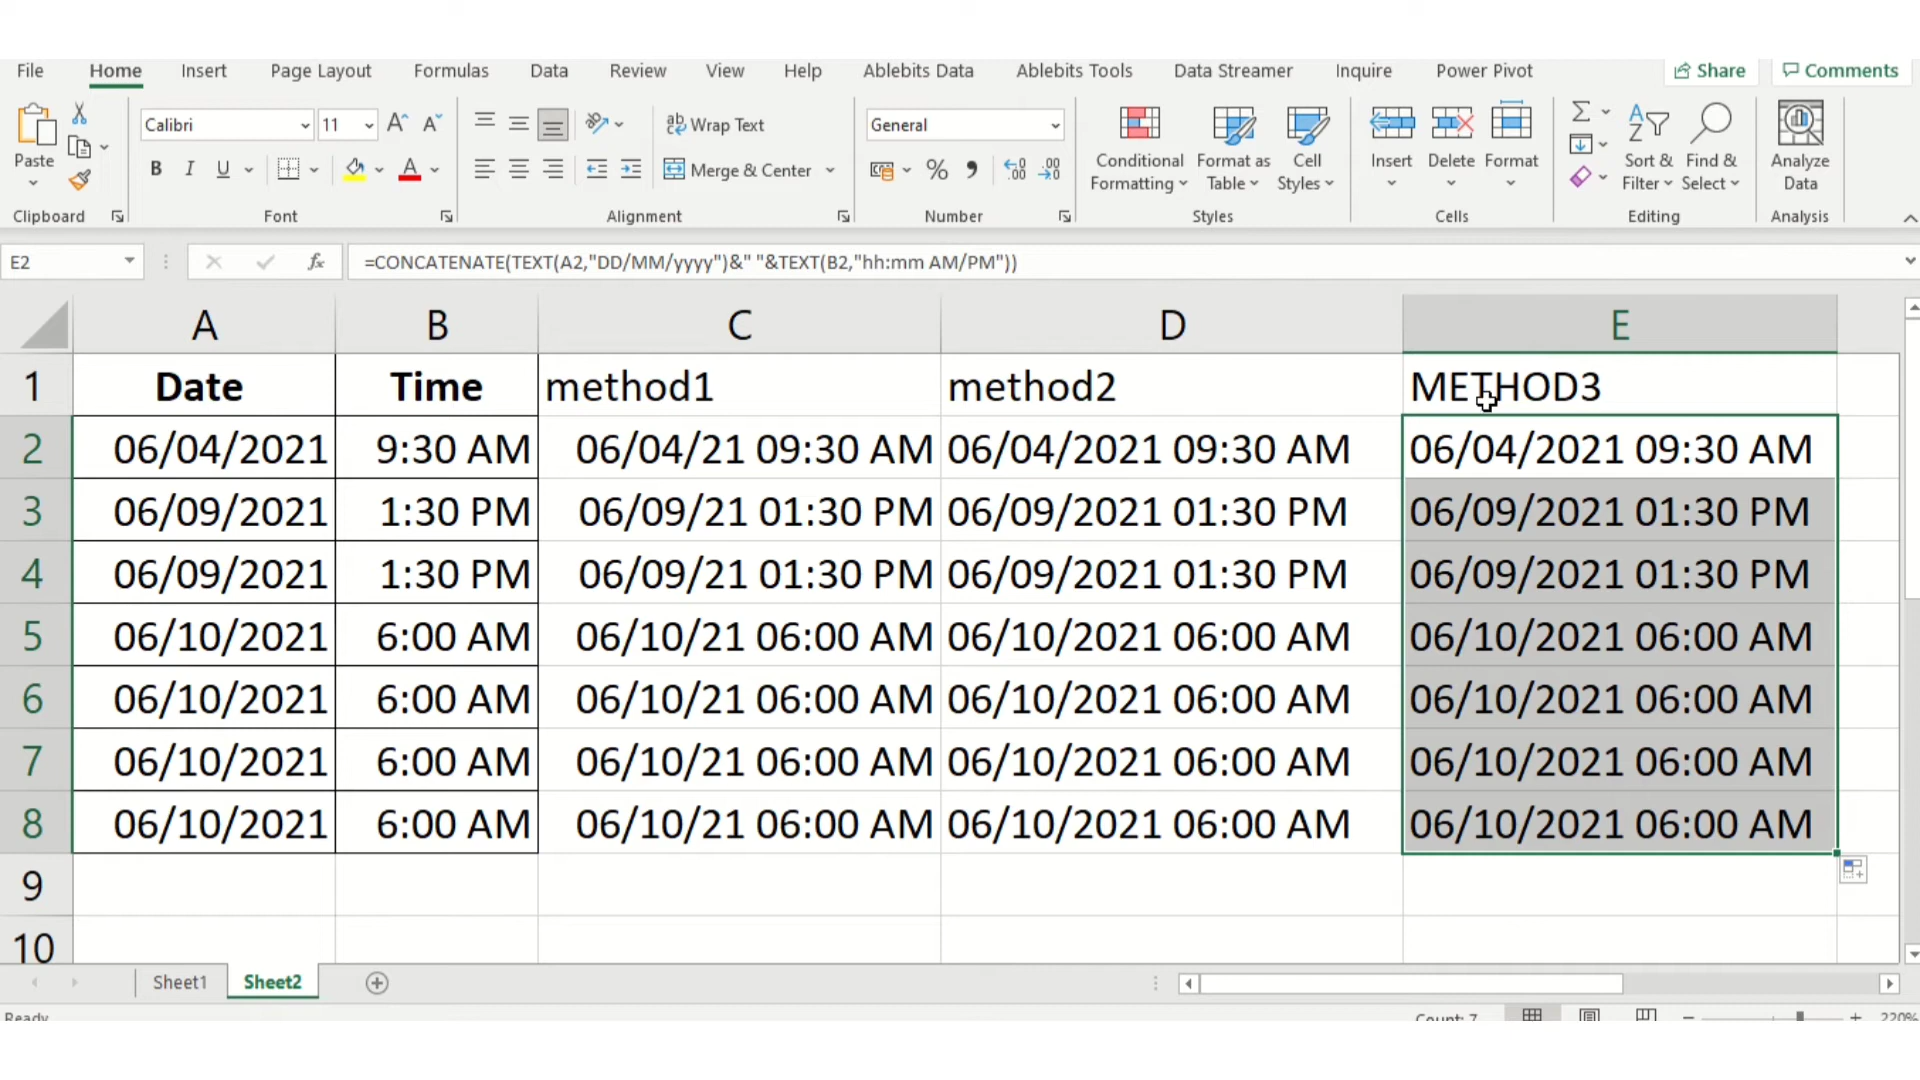 File Home Insert Page Layout Formulas Data Review View Help Ablebits Data Ablebits Tools Data Streamer Inquire Power Pivot Share Comments
Paste
Calibri 11
B I U A
Wrap Text
Merge & Center
General
%
Conditional Formatting
Format as Table
Cell Styles
Insert
Delete
Format
Sort & Filter
Find & Select
Analyze Data
Clipboard Font Alignment Number Styles Cells Editing Analysis
E2 fx =CONCATENATE(TEXT(A2,"DD/MM/yyyy")&" "&TEXT(B2,"hh:mm AM/PM"))
A B C D E
1 Date Time method1 method2 METHOD3
2 06/04/2021 9:30 AM 06/04/21 09:30 AM 06/04/2021 09:30 AM 06/04/2021 09:30 AM
3 06/09/2021 1:30 PM 06/09/21 01:30 PM 06/09/2021 01:30 PM 06/09/2021 01:30 PM
4 06/09/2021 1:30 PM 06/09/21 01:30 PM 06/09/2021 01:30 PM 06/09/2021 01:30 PM
5 06/10/2021 6:00 AM 06/10/21 06:00 AM 06/10/2021 06:00 AM 06/10/2021 06:00 AM
6 06/10/2021 6:00 AM 06/10/21 06:00 AM 06/10/2021 06:00 AM 06/10/2021 06:00 AM
7 06/10/2021 6:00 AM 06/10/21 06:00 AM 06/10/2021 06:00 AM 06/10/2021 06:00 AM
8 06/10/2021 6:00 AM 06/10/21 06:00 AM 06/10/2021 06:00 AM 06/10/2021 06:00 AM
9
10
Sheet1 Sheet2
Ready Count: 7 220%